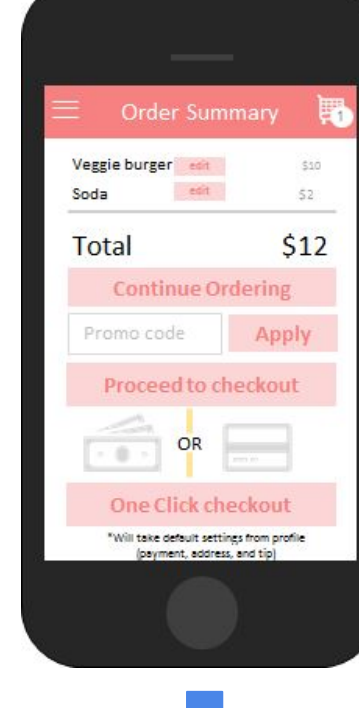 Order Summary
1
Veggie burger edit $10
Soda edit $2
Total $12
Continue Ordering
Promo code Apply
Proceed to checkout
OR
One Click checkout
*Will take default settings from profile
(payment, address, and tip)